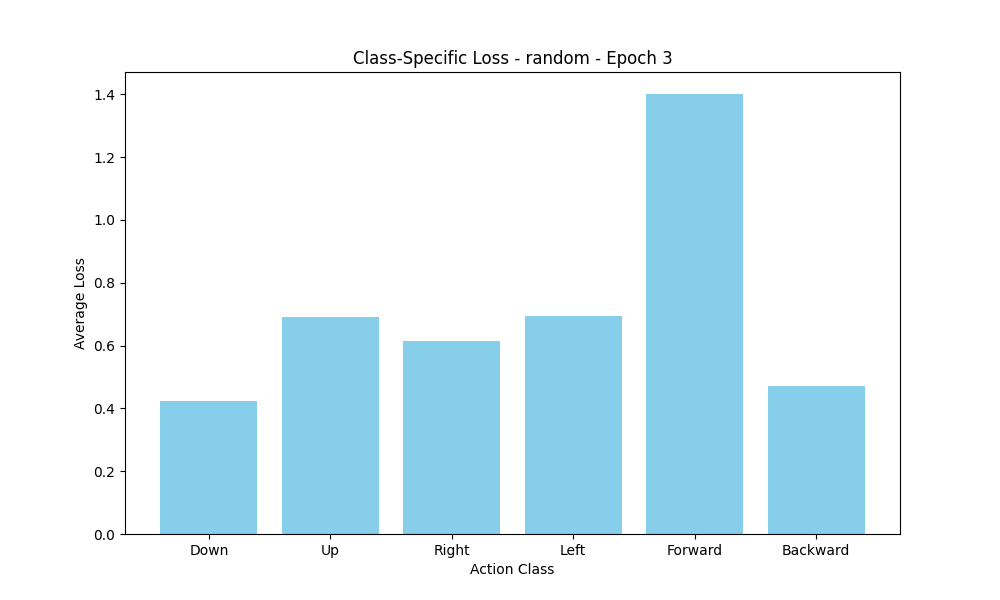 Class-Specific Loss - random - Epoch 3
1.4
1.2
1.0
0.8
0.6
0.4
0.2
0.0
Average Loss
Down Up Right Left Forward Backward
Action Class